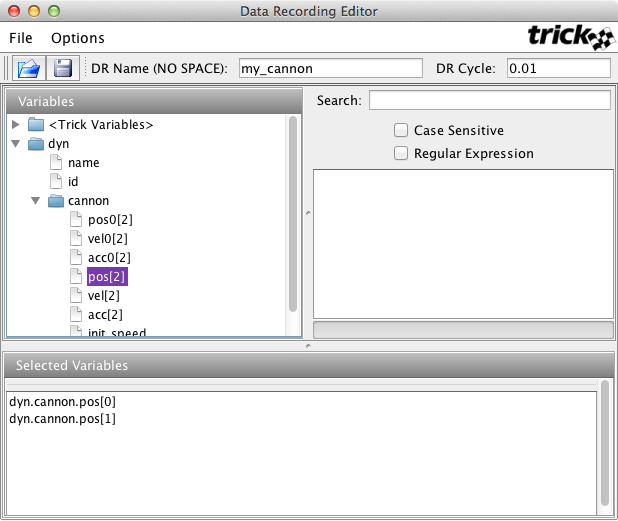 Data Recording Editor
File Options
trick
DR Name (NO SPACE): my_cannon DR Cycle: 0.01
Variables
Search:
<Trick Variables>
Case Sensitive
dyn
Regular Expression
name
id
cannon
pos0[2]
vel0[2]
acc0[2]
pos[2]
vel[2]
acc[2]
init_speed
Selected Variables
dyn.cannon.pos[0]
dyn.cannon.pos[1]